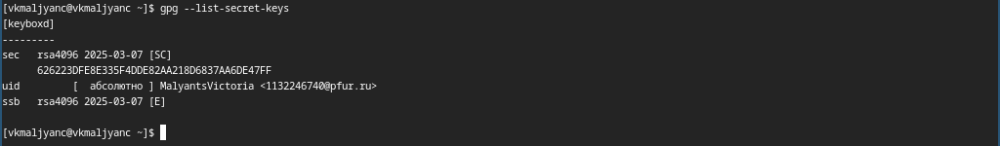 [vkmaljyanc@vkmaljyanc ~]$ gpg --list-secret-keys
[keyboxd]
---------
sec   rsa4096 2025-03-07 [SC]
      626223DFE8E335F4DDE82AA218D6837AA6DE47FF
uid         [  абсолютно ] MalyantsVictoria <1132246740@pfur.ru>
ssb   rsa4096 2025-03-07 [E]
[vkmaljyanc@vkmaljyanc ~]$